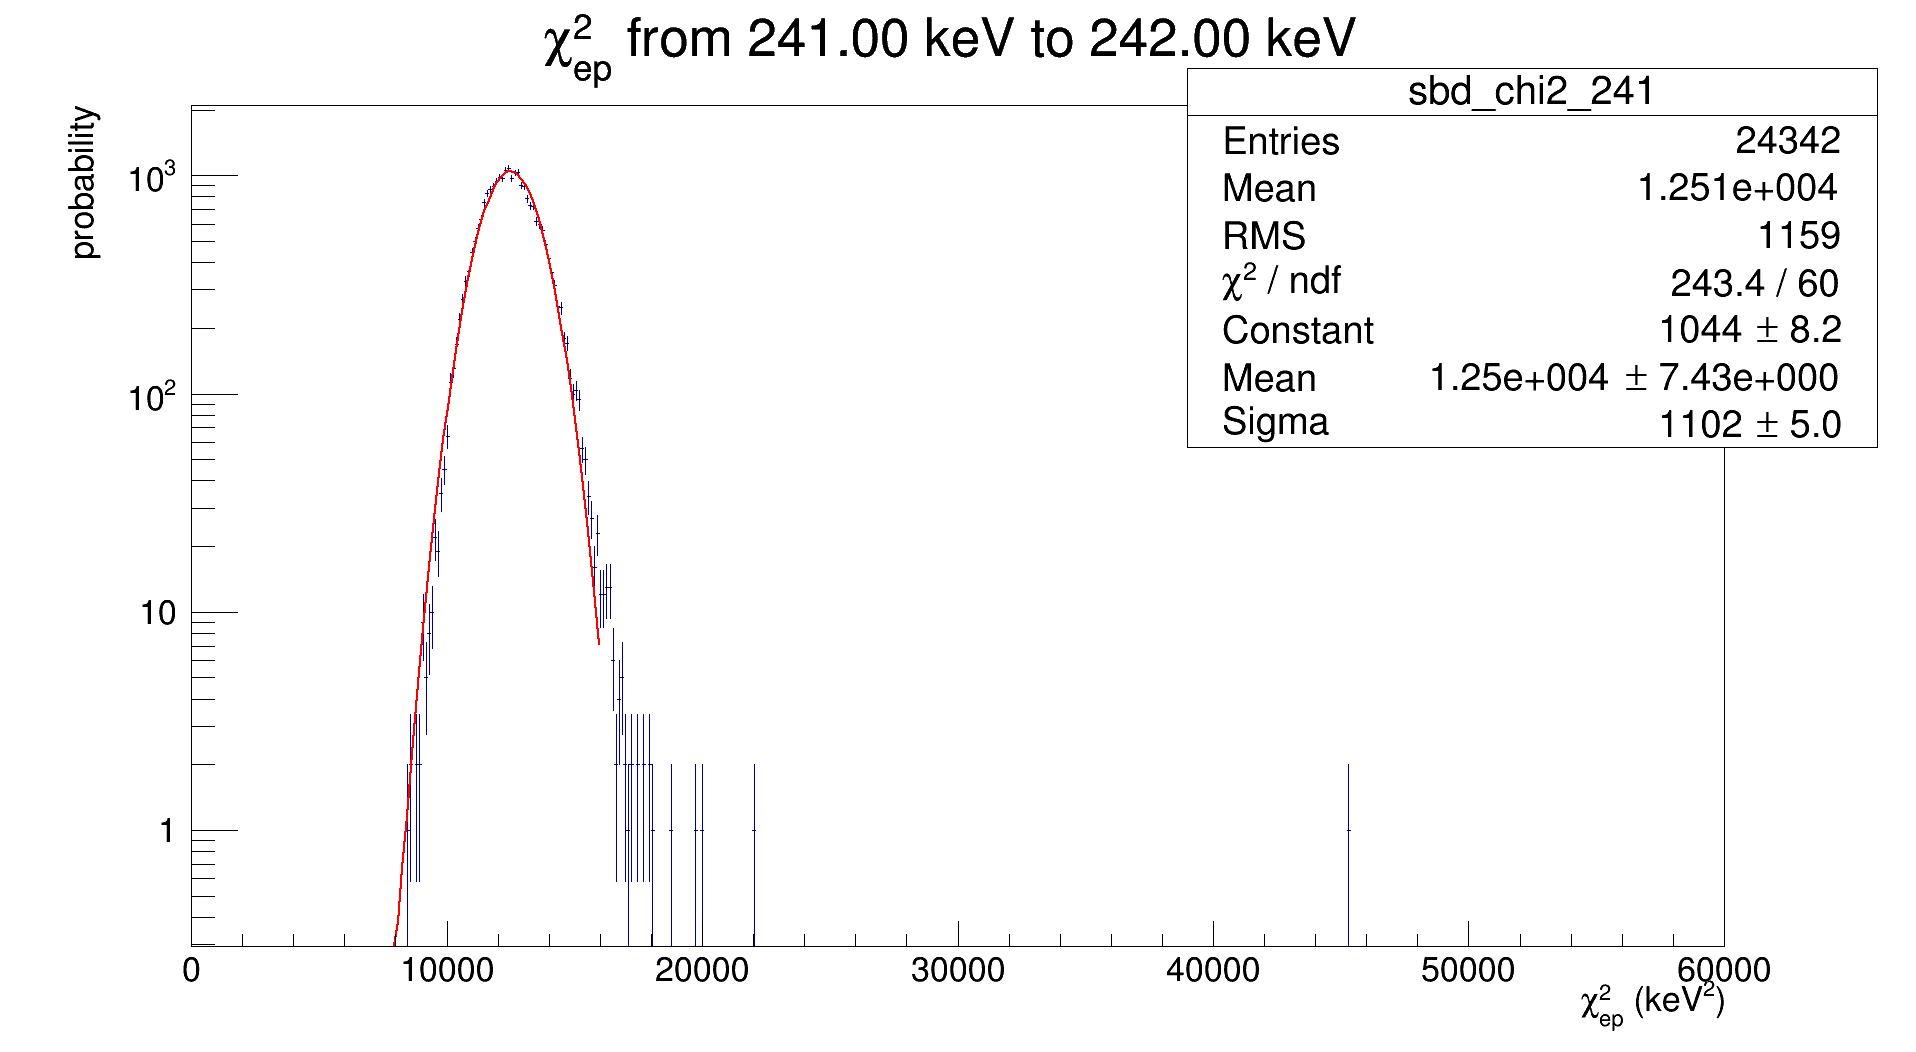 χ²ep from 241.00 keV to 242.00 keV
sbd_chi2_241
Entries 24342
Mean 1.251e+004
RMS 1159
χ² / ndf 243.4 / 60
Constant 1044 ± 8.2
Mean 1.25e+004 ± 7.43e+000
Sigma 1102 ± 5.0
probability
10³
10²
10
1
0 10000 20000 30000 40000 50000 60000
χ²ep (keV²)